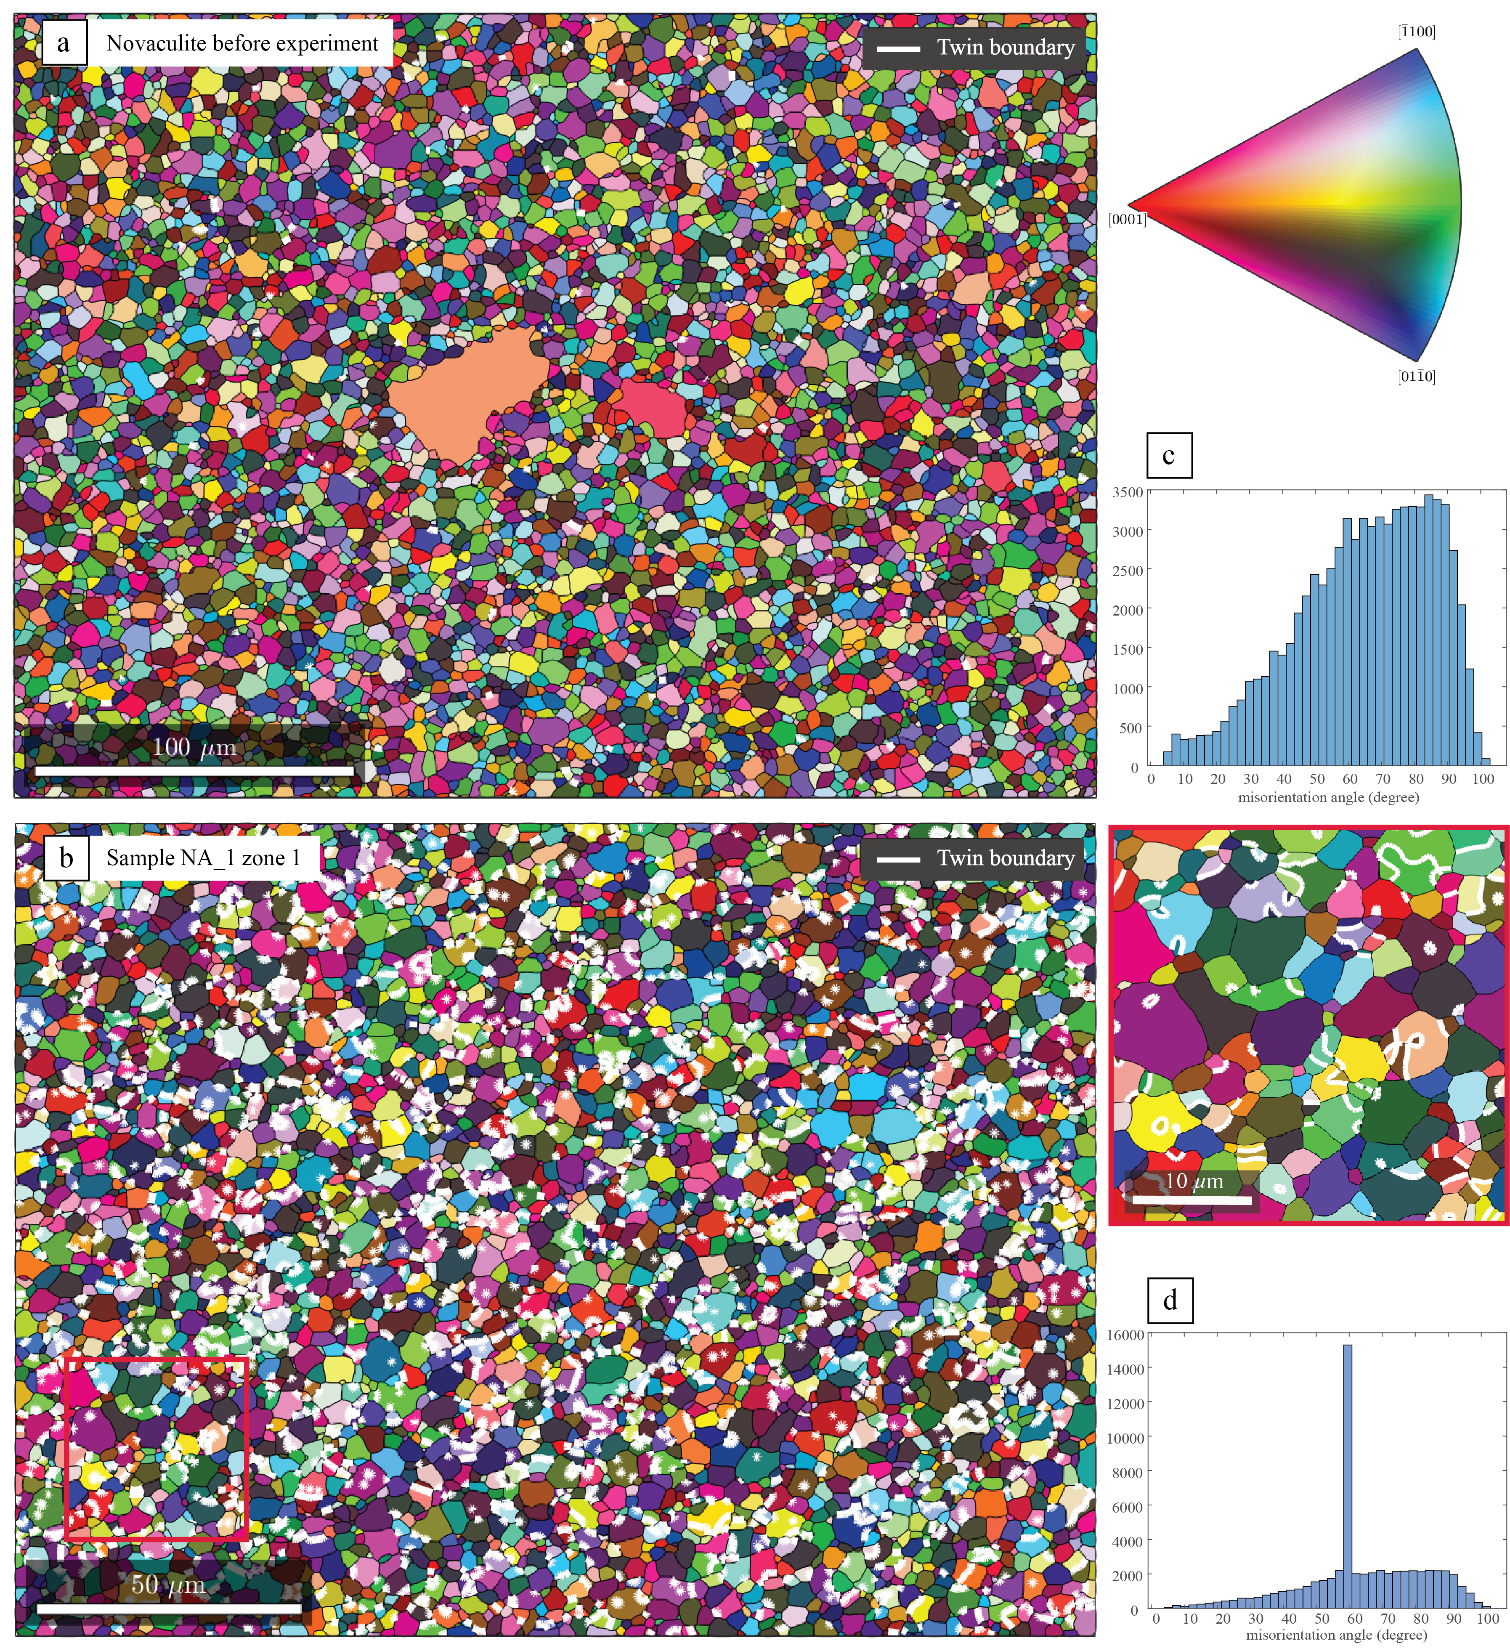 a
Novaculite before experiment
Twin boundary
100 μm
[1̅100]
[0001]
[011̅0]
c
3500
3000
2500
2000
1500
1000
500
0
0 10 20 30 40 50 60 70 80 90 100
misorientation angle (degree)
b
Sample NA_1 zone 1
Twin boundary
50 μm
10 μm
d
16000
14000
12000
10000
8000
6000
4000
2000
0
0 10 20 30 40 50 60 70 80 90 100
misorientation angle (degree)